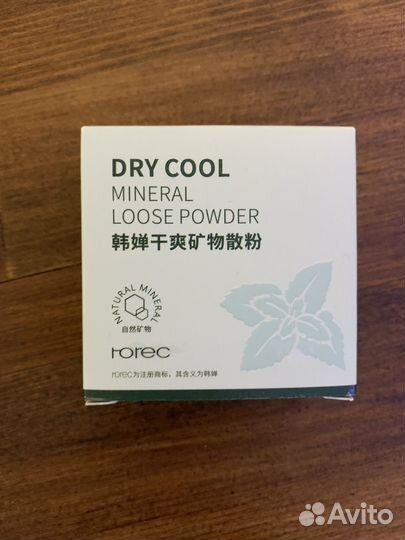 DRY COOL
MINERAL
LOOSE POWDER
韩婵干爽矿物散粉
NATURAL MINERAL
自然矿物
rorec
rorec为注册商标，其含义为韩婵
Avito